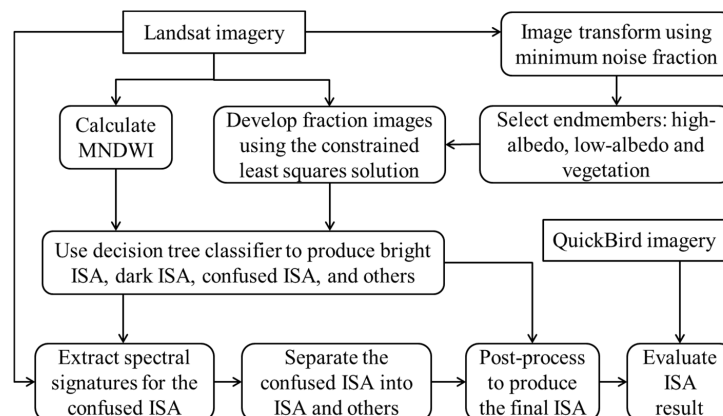 Landsat imagery
Image transform using
minimum noise fraction
Calculate
MNDWI
Develop fraction images
using the constrained
least squares solution
Select endmembers: high-
albedo, low-albedo and
vegetation
Use decision tree classifier to produce bright
ISA, dark ISA, confused ISA, and others
QuickBird imagery
Extract spectral
signatures for the
confused ISA
Separate the
confused ISA into
ISA and others
Post-process
to produce
the final ISA
Evaluate
ISA
result